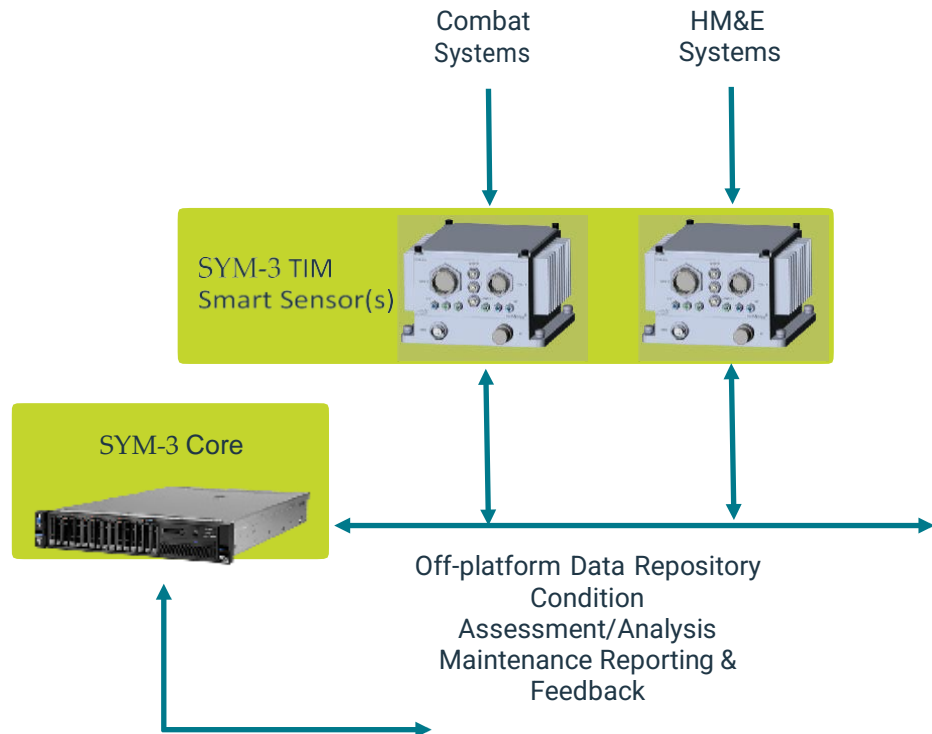 Combat
Systems
HM&E
Systems
SYM-3 TIM
Smart Sensor(s)
SYM-3 Core
Off-platform Data Repository
Condition
Assessment/Analysis
Maintenance Reporting &
Feedback